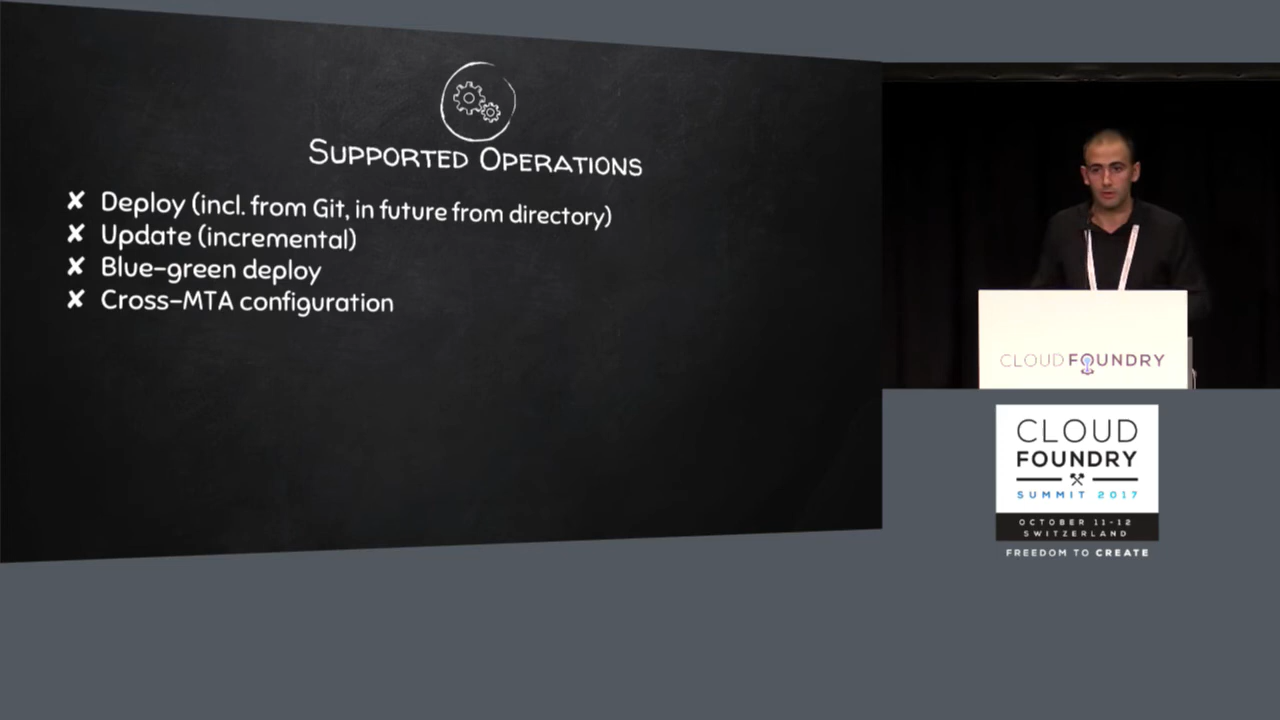 Supported Operations
✘ Deploy (incl. from Git, in future from directory)
✘ Update (incremental)
✘ Blue-green deploy
✘ Cross-MTA configuration
CLOUD FOUNDRY
CLOUD
FOUNDRY
SUMMIT 2017
OCTOBER 11-12
SWITZERLAND
FREEDOM TO CREATE